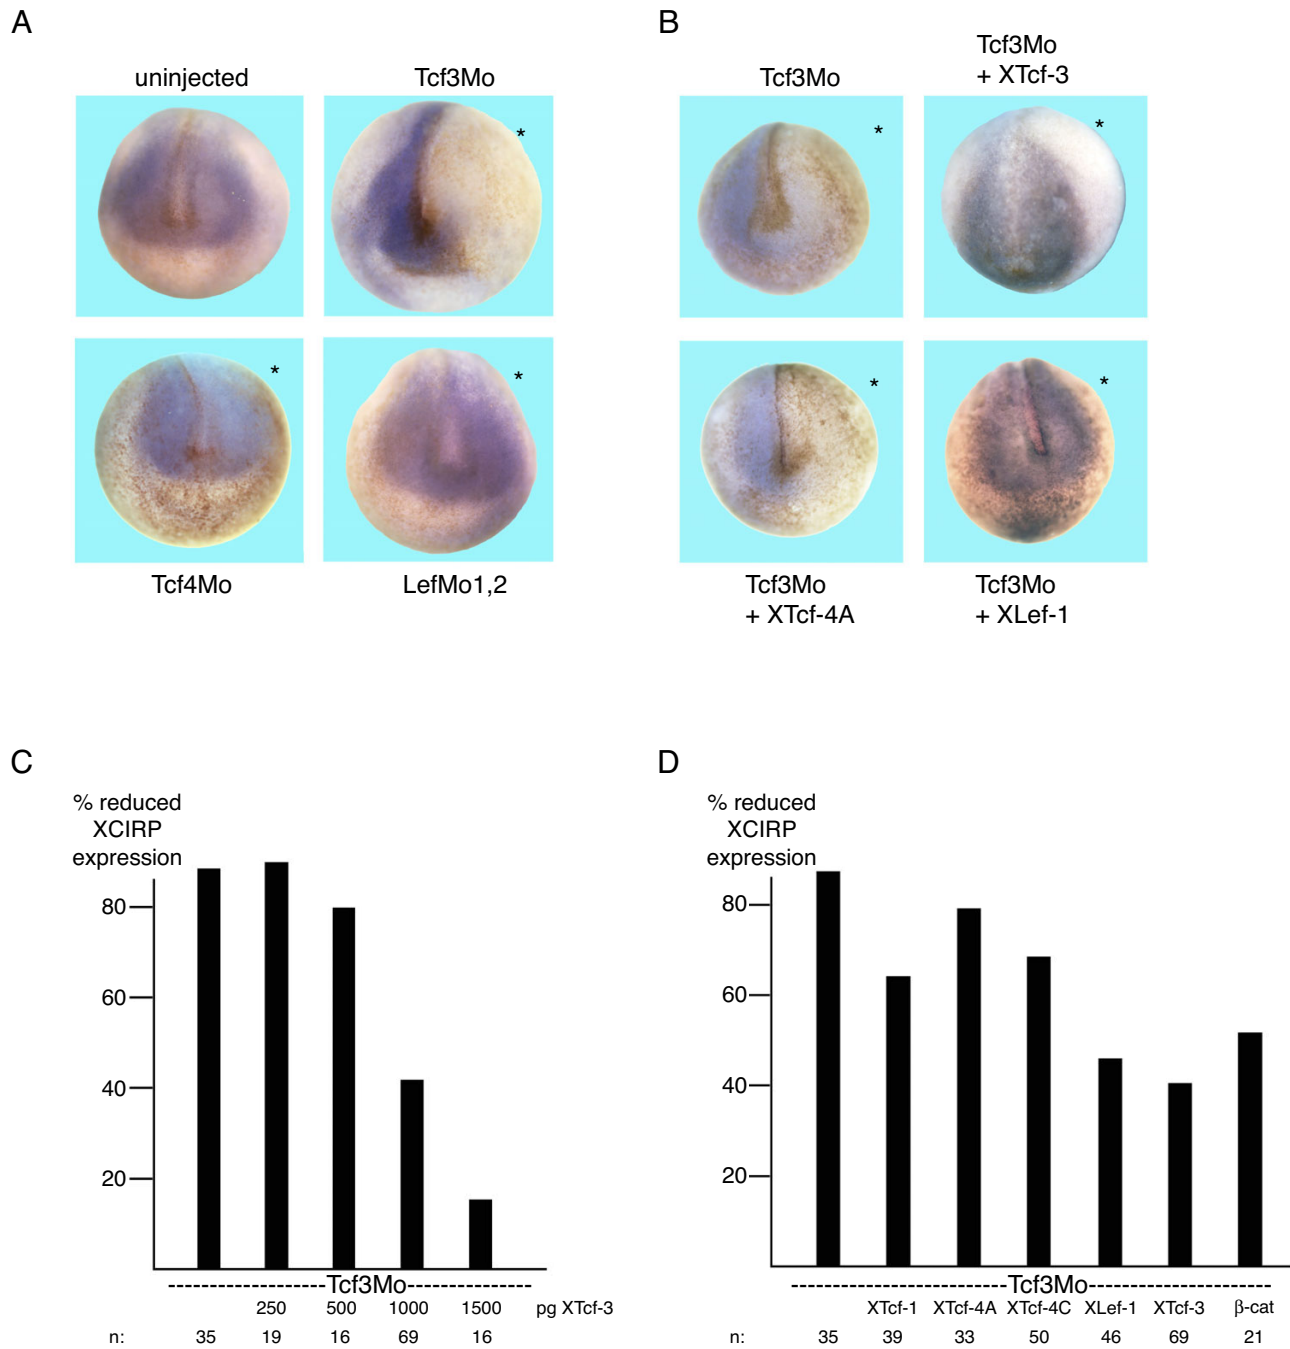 A
B
uninjected
Tcf3Mo
Tcf3Mo
Tcf3Mo
+ XTcf-3
*
*
*
*
*
*
*
Tcf4Mo
LefMo1,2
Tcf3Mo
+ XTcf-4A
Tcf3Mo
+ XLef-1
C
% reduced
XCIRP
expression
80
60
40
20
Tcf3Mo
250 500 1000 1500 pg XTcf-3
n: 35 19 16 69 16
D
% reduced
XCIRP
expression
80
60
40
20
Tcf3Mo
XTcf-1 XTcf-4A XTcf-4C XLef-1 XTcf-3 β-cat
n: 35 39 33 50 46 69 21